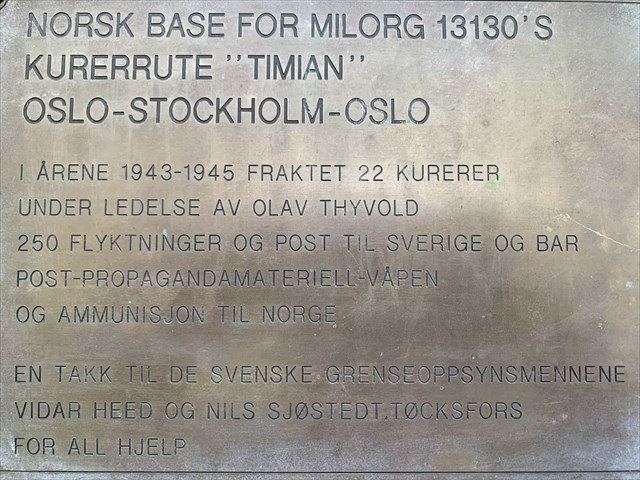 NORSK BASE FOR MILORG 13130'S
KURERRUTE "TIMIAN"
OSLO-STOCKHOLM-OSLO
I ÅRENE 1943-1945 FRAKTET 22 KURERER
UNDER LEDELSE AV OLAV THYVOLD
250 FLYKTNINGER OG POST TIL SVERIGE OG BAR
POST-PROPAGANDAMATERIELL-VÅPEN
OG AMMUNISJON TIL NORGE
EN TAKK TIL DE SVENSKE GRENSEOPPSYNSMENNENE
VIDAR HEED OG NILS SJØSTEDT.TØCKSFORS
FOR ALL HJELP